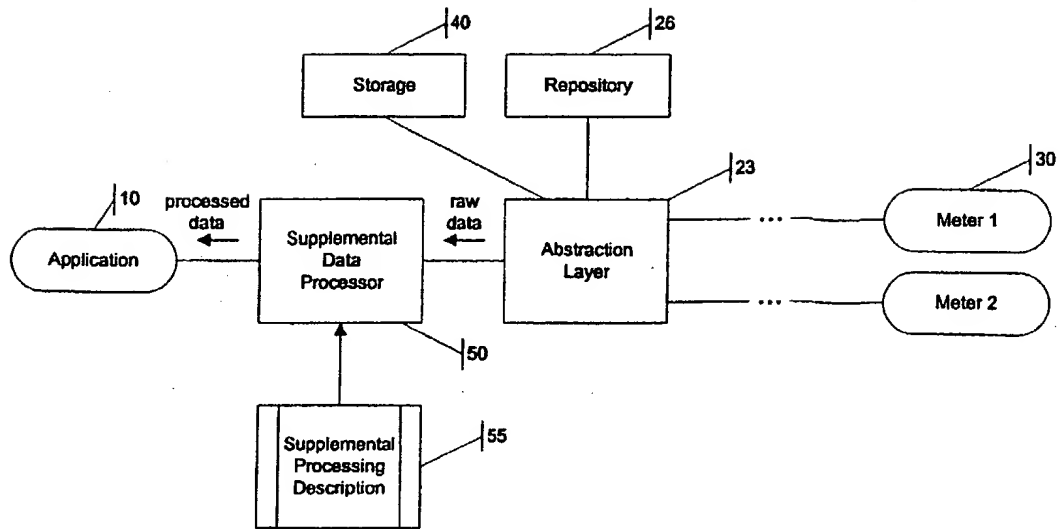 40
26
Storage
Repository
23
30
10
processed
data
raw
data
Meter 1
Application
Supplemental
Data
Processor
Abstraction
Layer
Meter 2
50
Supplemental
Processing
Description
55